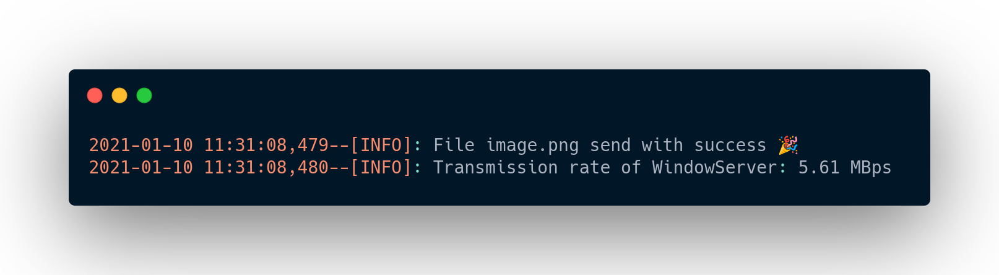 2021-01-10 11:31:08,479--[INFO]: File image.png send with success 🎉
2021-01-10 11:31:08,480--[INFO]: Transmission rate of WindowServer: 5.61 MBps